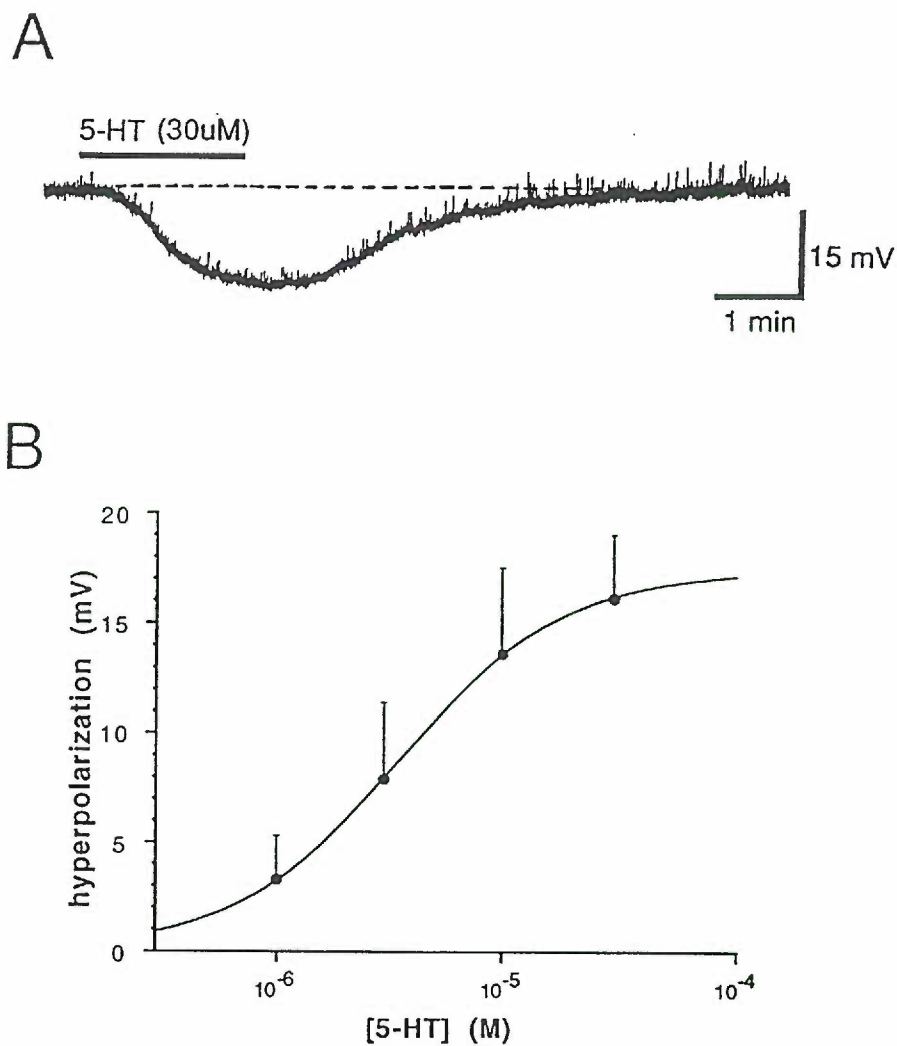 A
5-HT (30uM)
15 mV
1 min
B
20
15
10
5
0
hyperpolarization (mV)
10-6
10-5
10-4
[5-HT] (M)